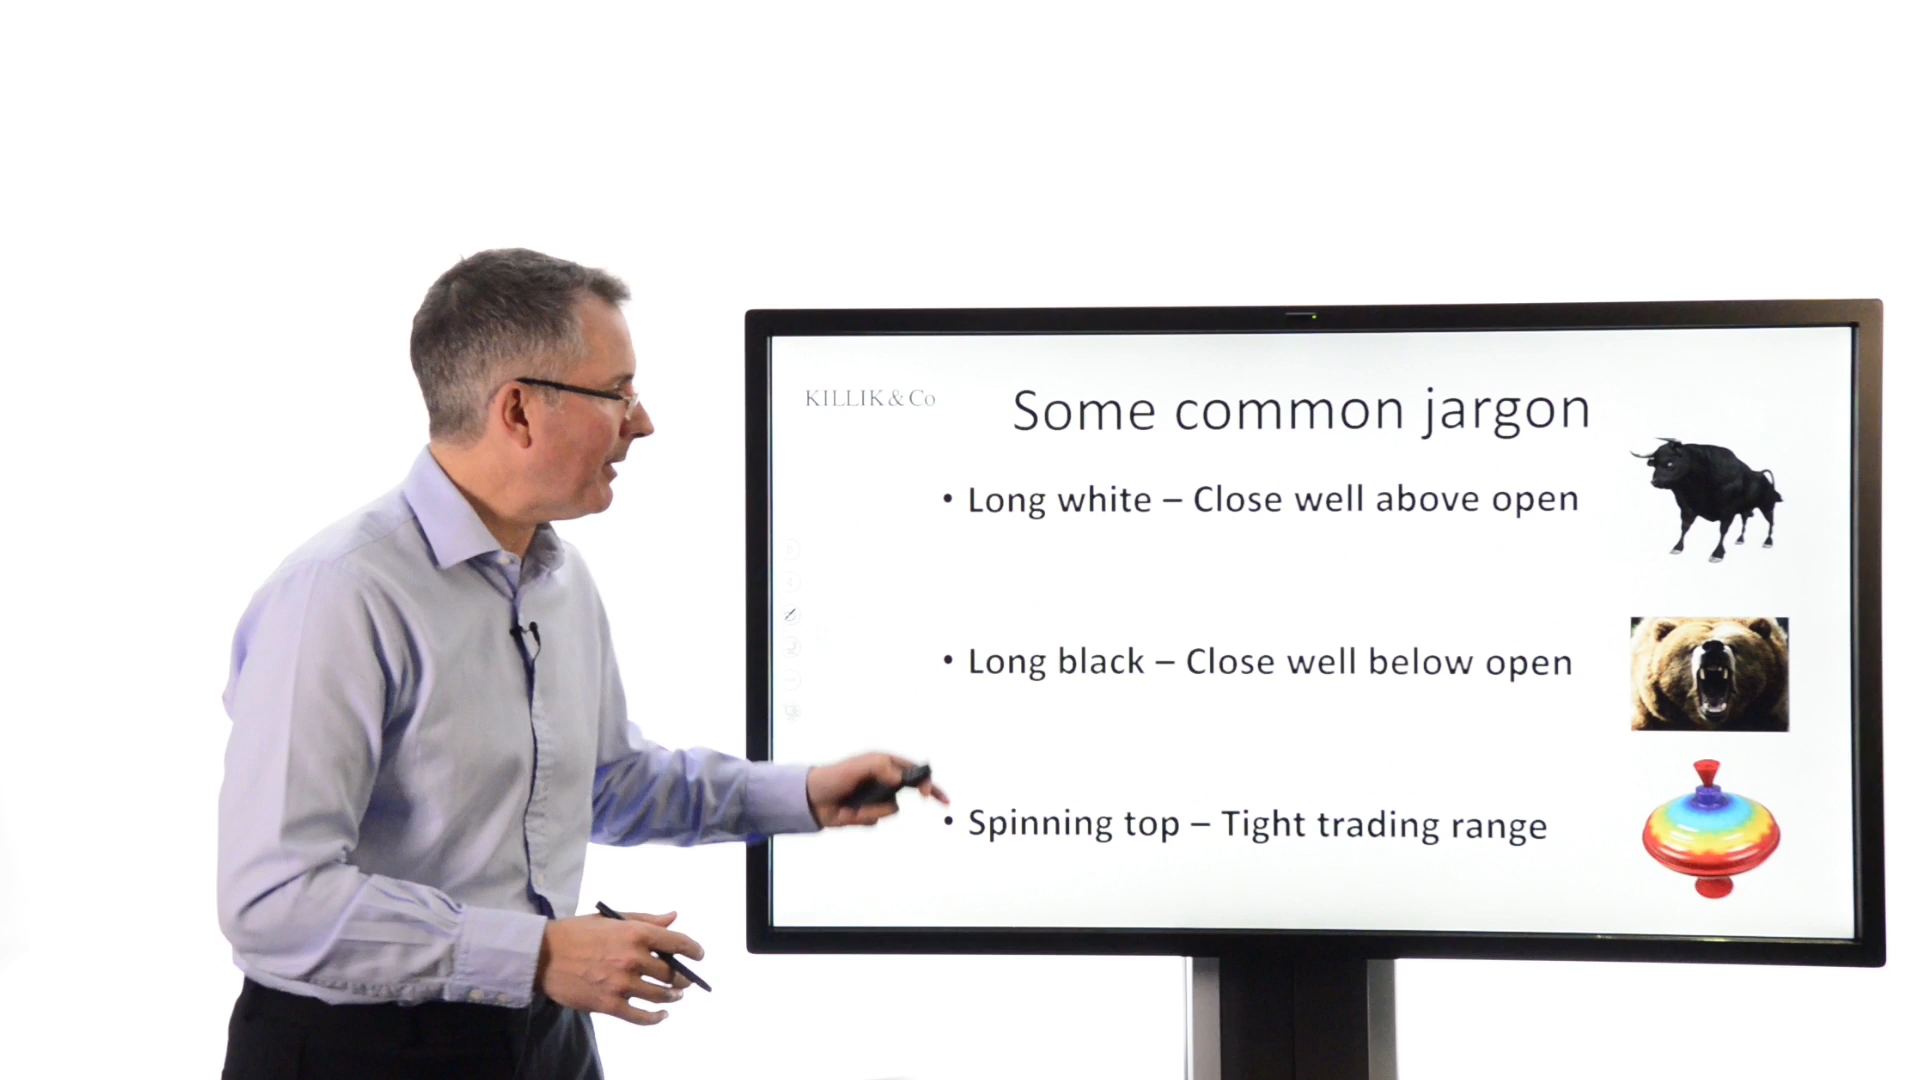 KILLIK & Co
Some common jargon
• Long white – Close well above open
• Long black – Close well below open
• Spinning top – Tight trading range